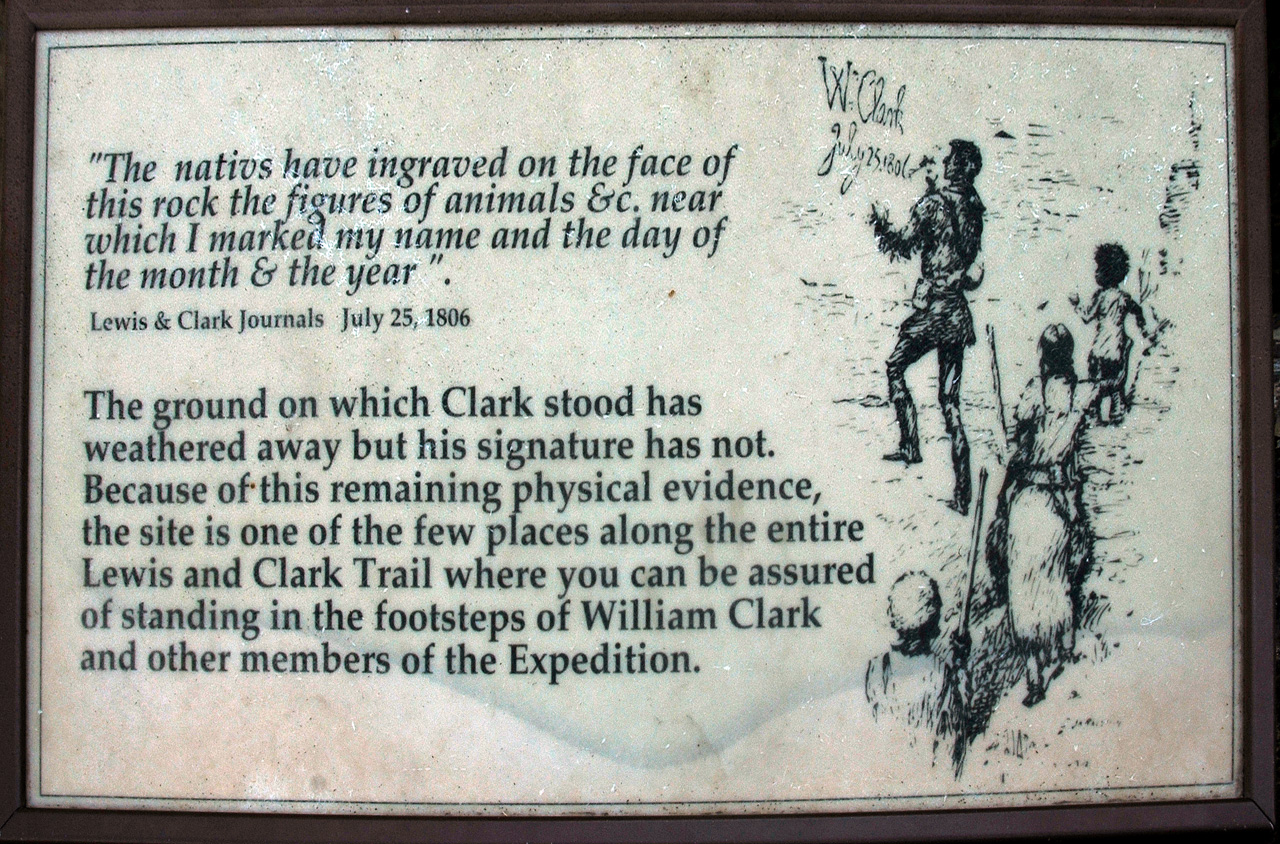 "The nativs have ingraved on the face of
this rock the figures of animals &c. near
which I marked my name and the day of
the month & the year ".
Lewis & Clark Journals July 25, 1806
The ground on which Clark stood has
weathered away but his signature has not.
Because of this remaining physical evidence,
the site is one of the few places along the entire
Lewis and Clark Trail where you can be assured
of standing in the footsteps of William Clark
and other members of the Expedition.
Wm Clark
July 25, 1806